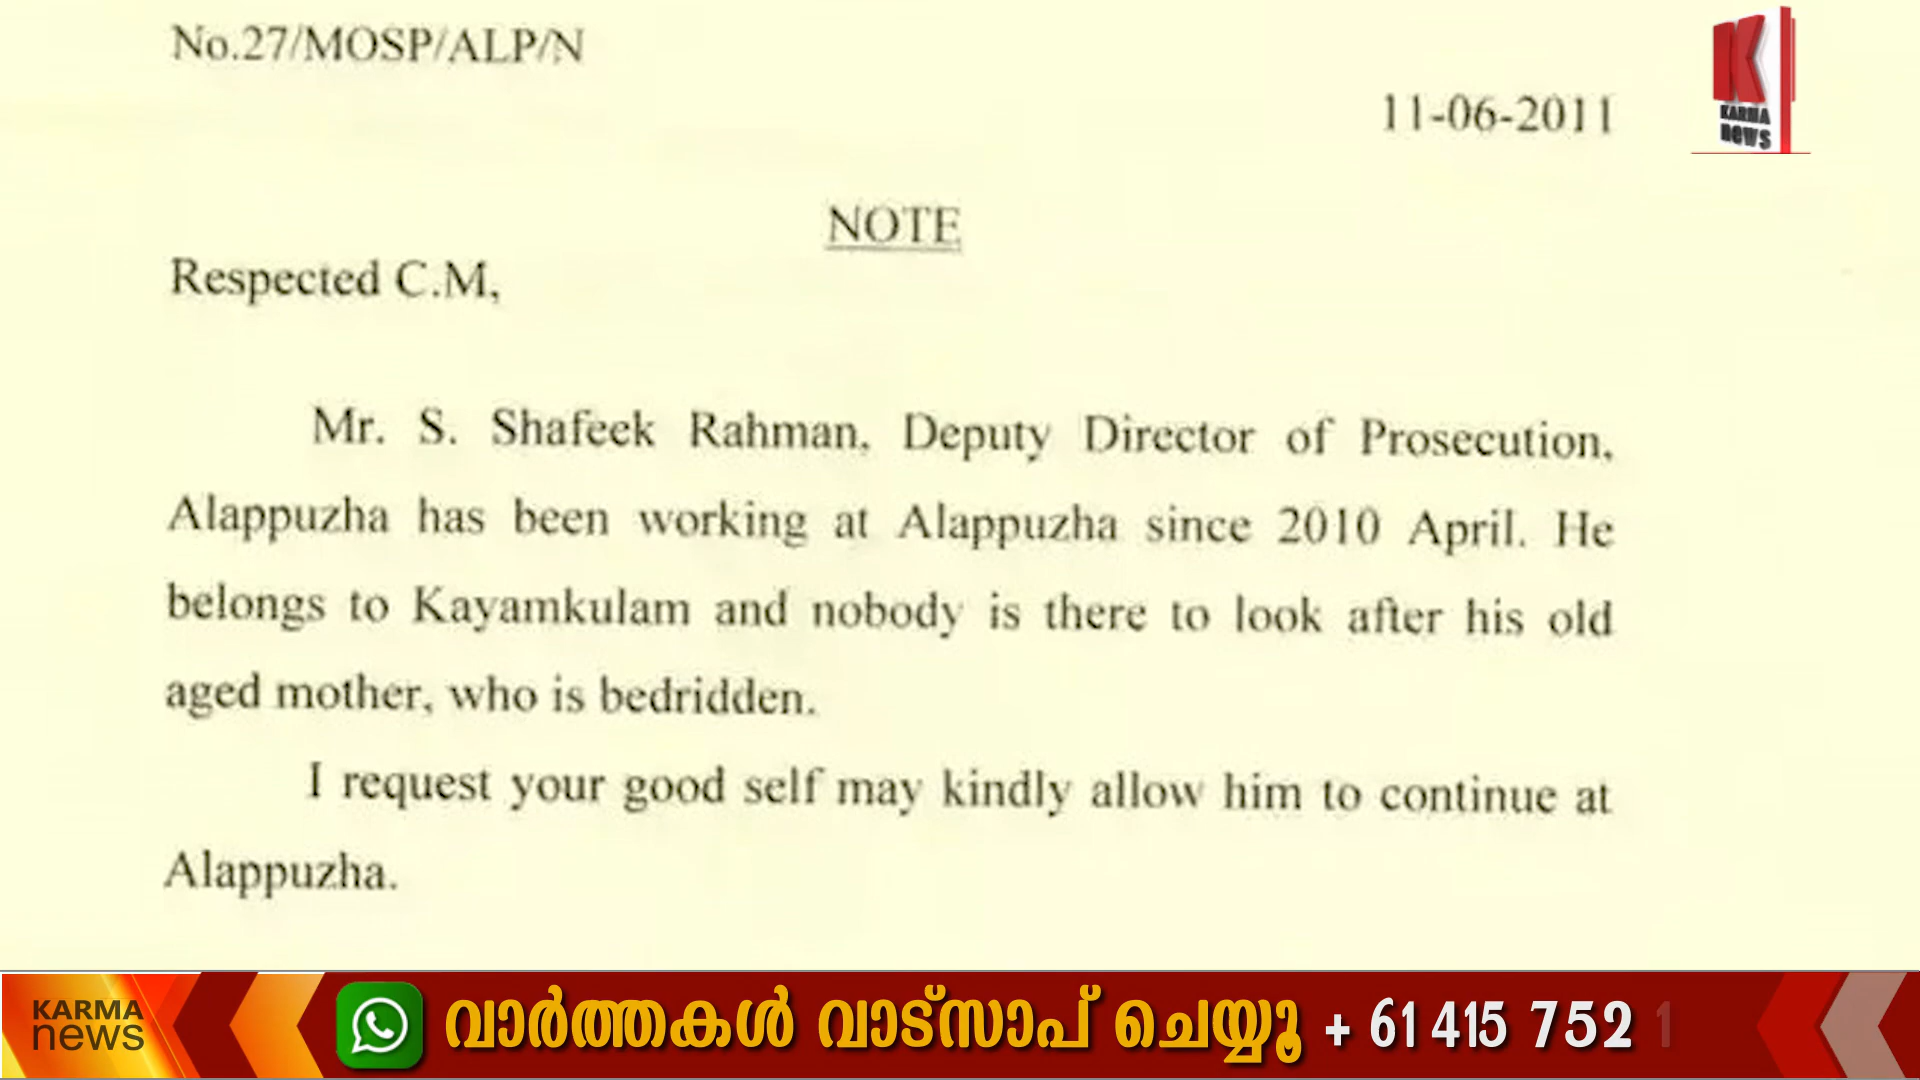 No.27/MOSP/ALP/N
11-06-2011
KARMA
news
NOTE
Respected C.M,
Mr. S. Shafeek Rahman, Deputy Director of Prosecution,
Alappuzha has been working at Alappuzha since 2010 April. He
belongs to Kayamkulam and nobody is there to look after his old
aged mother, who is bedridden.
I request your good self may kindly allow him to continue at
Alappuzha.
KARMA
news
വാർത്തകൾ വാട്സാപ് ചെയ്യൂ + 61 415 752 1